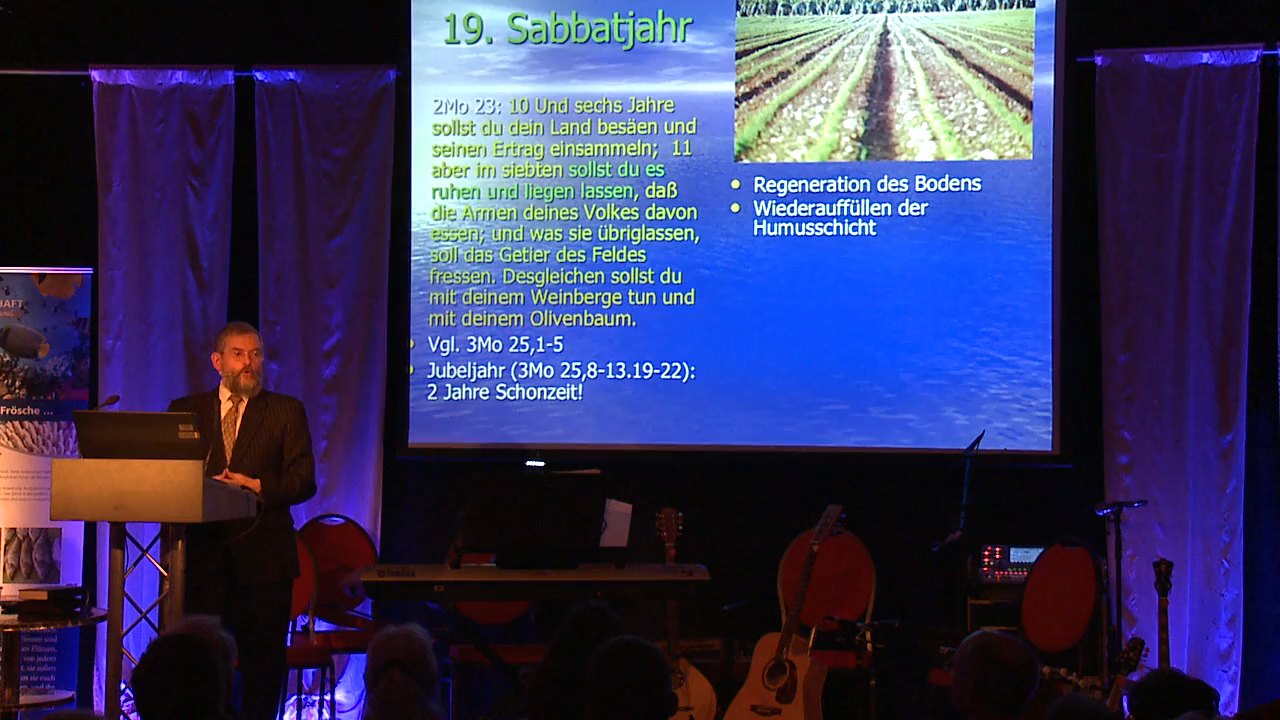 19. Sabbatjahr
2Mo 23: 10 Und sechs Jahre
sollst du dein Land besäen und
seinen Ertrag einsammeln; 11
aber im siebten sollst du es
ruhen und liegen lassen, daß
die Armen deines Volkes davon
essen; und was sie übriglassen,
soll das Getier des Feldes
fressen. Desgleichen sollst du
mit deinem Weinberge tun und
mit deinem Olivenbaum.
Vgl. 3Mo 25,1-5
Jubeljahr (3Mo 25,8-13.19-22):
2 Jahre Schonzeit!
Regeneration des Bodens
Wiederauffüllen der
Humusschicht
HAFT
Frösche ...
YAMAHA